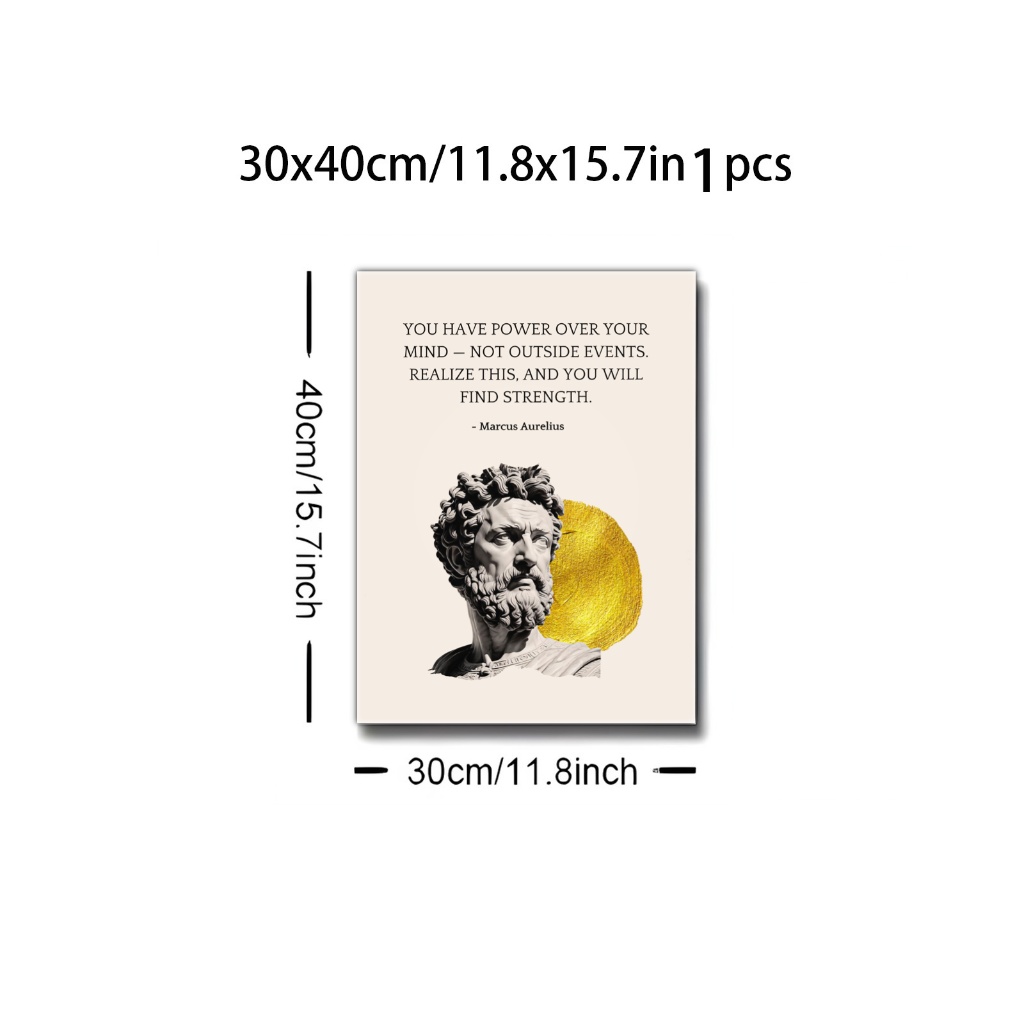 30x40cm/11.8x15.7in 1 pcs
YOU HAVE POWER OVER YOUR
MIND — NOT OUTSIDE EVENTS.
REALIZE THIS, AND YOU WILL
FIND STRENGTH.
- Marcus Aurelius
40cm/15.7inch
30cm/11.8inch